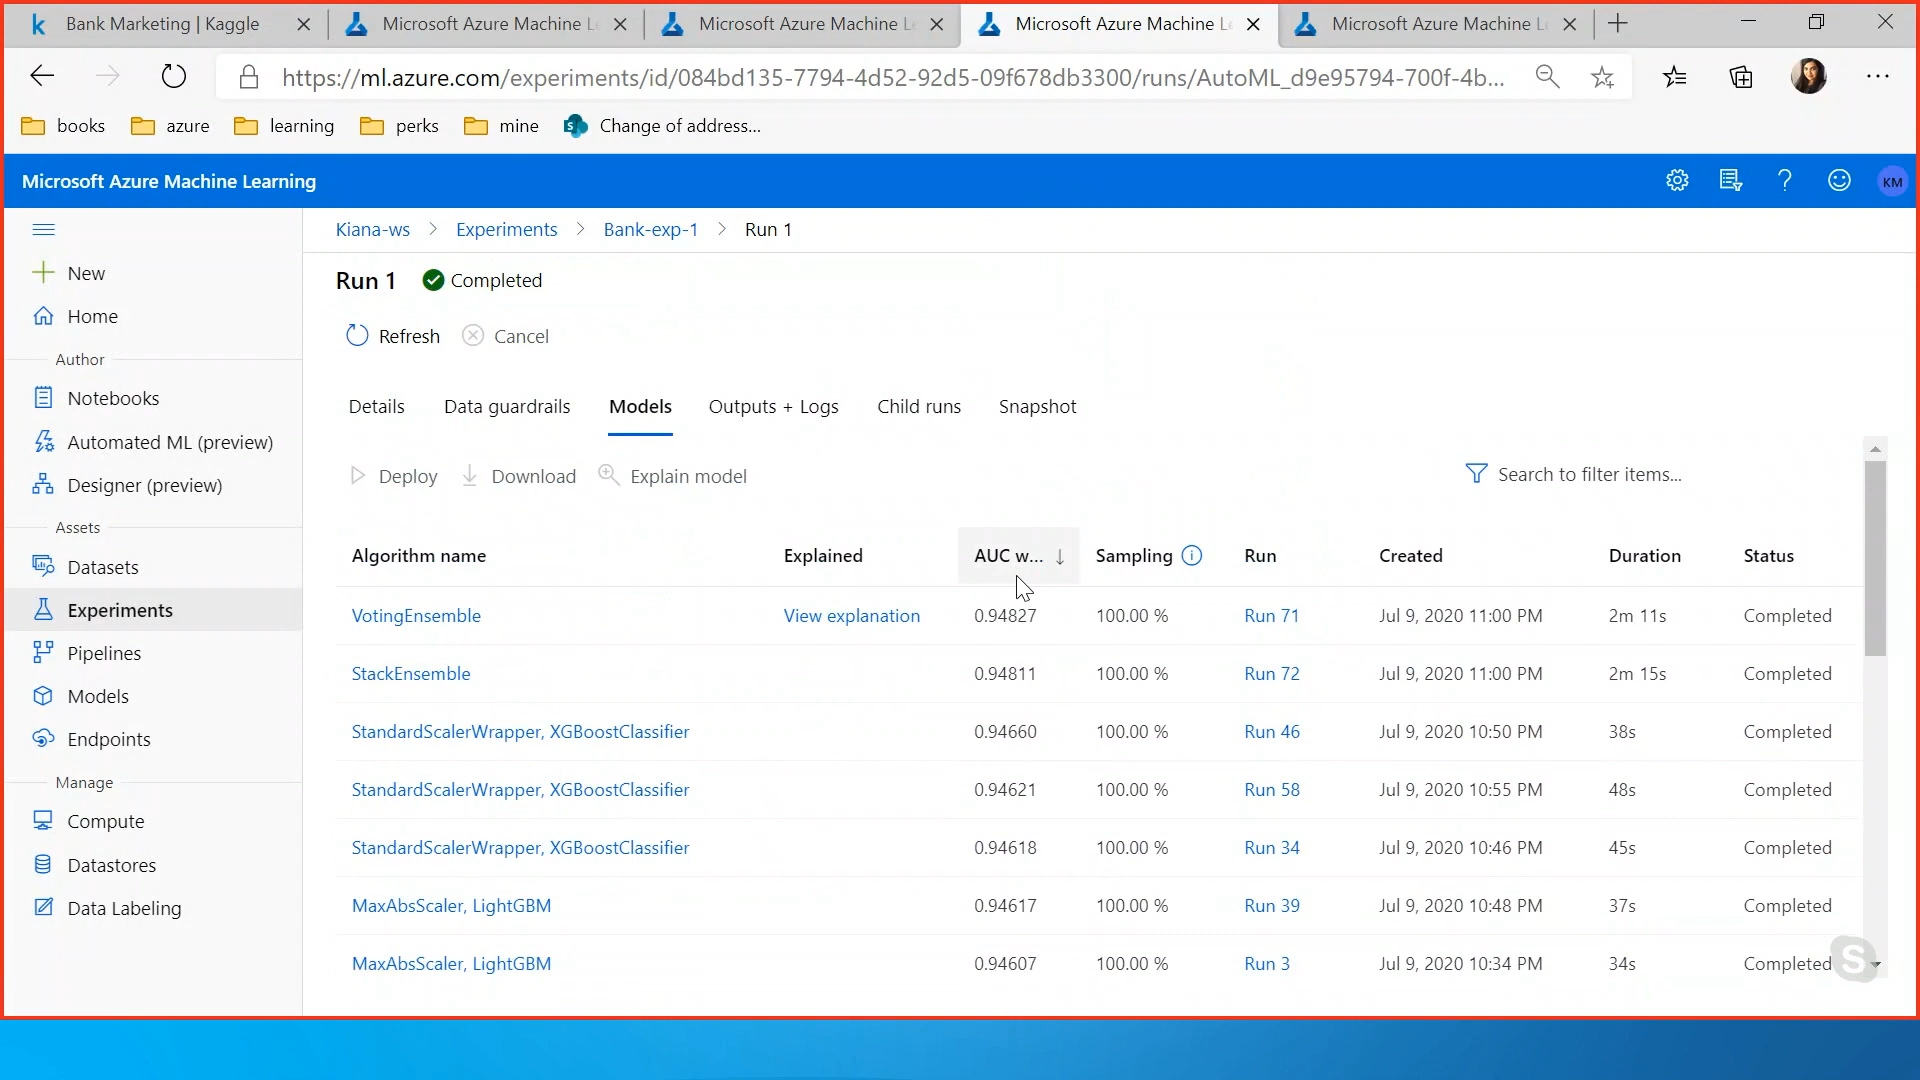 Bank Marketing | Kaggle
Microsoft Azure Machine Le
Microsoft Azure Machine Le
Microsoft Azure Machine Le
Microsoft Azure Machine Le
https://ml.azure.com/experiments/id/084bd135-7794-4d52-92d5-09f678db3300/runs/AutoML_d9e95794-700f-4b...
books azure learning perks mine Change of address...
Microsoft Azure Machine Learning
KM
Kiana-ws > Experiments > Bank-exp-1 > Run 1
New
Home
Author
Notebooks
Automated ML (preview)
Designer (preview)
Assets
Datasets
Experiments
Pipelines
Models
Endpoints
Manage
Compute
Datastores
Data Labeling
Run 1 Completed
Refresh Cancel
Details Data guardrails Models Outputs + Logs Child runs Snapshot
Deploy Download Explain model Search to filter items...
Algorithm name Explained AUC w... ↓ Sampling Run Created Duration Status
VotingEnsemble View explanation 0.94827 100.00 % Run 71 Jul 9, 2020 11:00 PM 2m 11s Completed
StackEnsemble 0.94811 100.00 % Run 72 Jul 9, 2020 11:00 PM 2m 15s Completed
StandardScalerWrapper, XGBoostClassifier 0.94660 100.00 % Run 46 Jul 9, 2020 10:50 PM 38s Completed
StandardScalerWrapper, XGBoostClassifier 0.94621 100.00 % Run 58 Jul 9, 2020 10:55 PM 48s Completed
StandardScalerWrapper, XGBoostClassifier 0.94618 100.00 % Run 34 Jul 9, 2020 10:46 PM 45s Completed
MaxAbsScaler, LightGBM 0.94617 100.00 % Run 39 Jul 9, 2020 10:48 PM 37s Completed
MaxAbsScaler, LightGBM 0.94607 100.00 % Run 3 Jul 9, 2020 10:34 PM 34s Completed